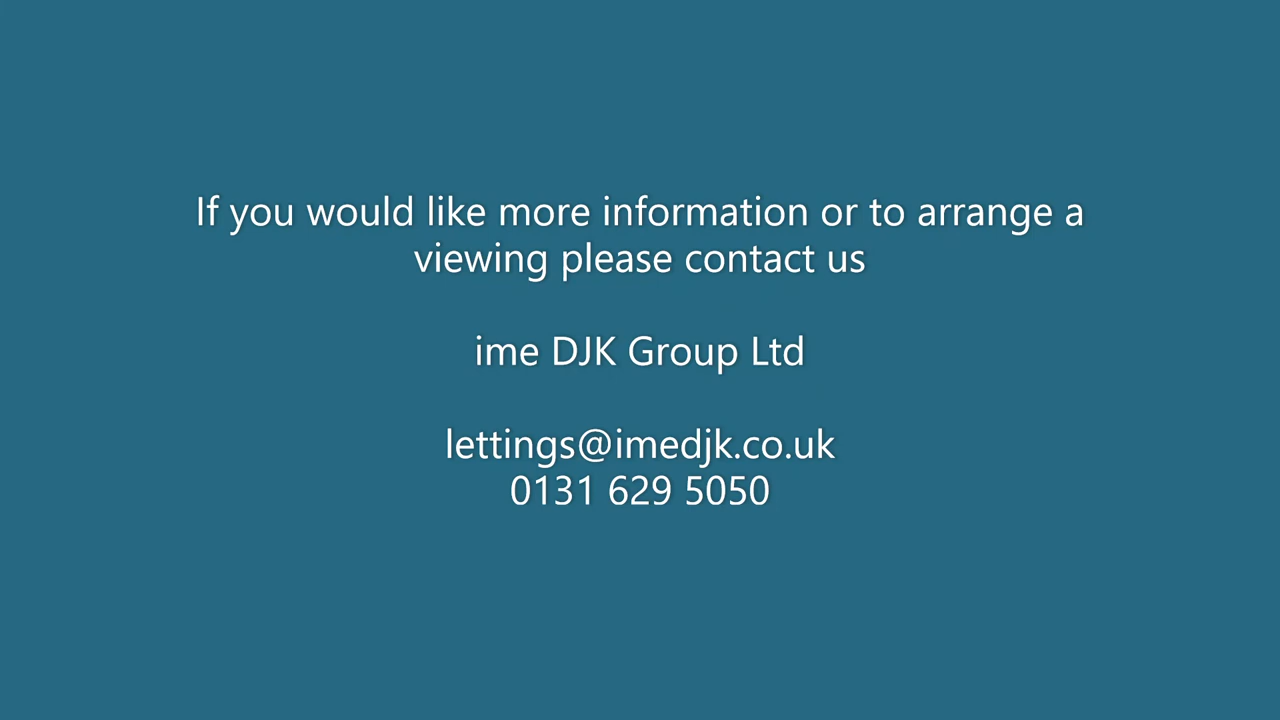 If you would like more information or to arrange a
viewing please contact us
ime DJK Group Ltd
lettings@imedjk.co.uk
0131 629 5050